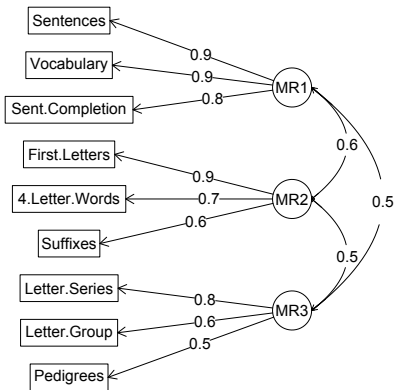 Sentences
Vocabulary
Sent.Completion
First.Letters
4.Letter.Words
Suffixes
Letter.Series
Letter.Group
Pedigrees
0.9
0.9
0.8
0.9
0.7
0.6
0.8
0.6
0.5
MR1
MR2
MR3
0.6
0.5
0.5